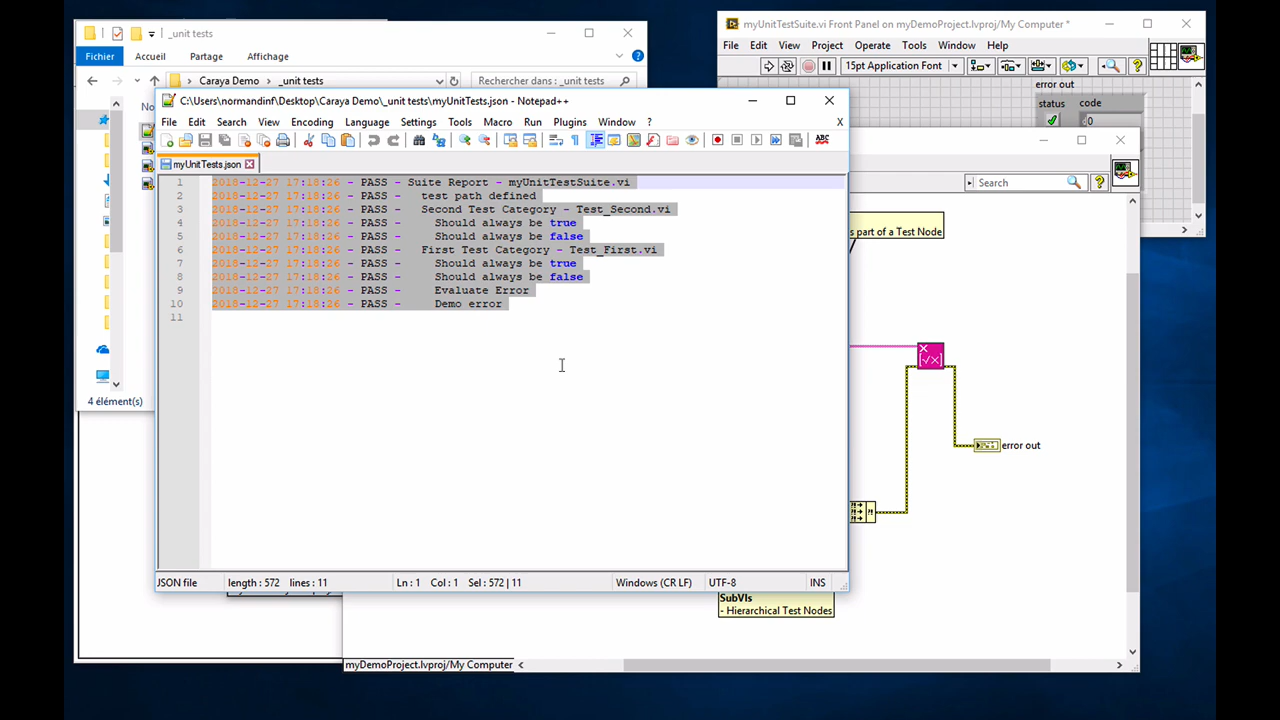 _unit tests
Fichier Accueil Partage Affichage
Caraya Demo _unit tests
Rechercher dans : _unit tests
4 élément(s)
C:\Users\normandinf\Desktop\Caraya Demo\_unit tests\myUnitTests.json - Notepad++
File Edit Search View Encoding Language Settings Tools Macro Run Plugins Window ? X
myUnitTests.json
1 2018-12-27 17:18:26 - PASS - Suite Report - myUnitTestSuite.vi
2 2018-12-27 17:18:26 - PASS - test path defined
3 2018-12-27 17:18:26 - PASS - Second Test Category - Test_Second.vi
4 2018-12-27 17:18:26 - PASS - Should always be true
5 2018-12-27 17:18:26 - PASS - Should always be false
6 2018-12-27 17:18:26 - PASS - First Test Category - Test_First.vi
7 2018-12-27 17:18:26 - PASS - Should always be true
8 2018-12-27 17:18:26 - PASS - Should always be false
9 2018-12-27 17:18:26 - PASS - Evaluate Error
10 2018-12-27 17:18:26 - PASS - Demo error
11
JSON file length : 572 lines : 11 Ln : 1 Col : 1 Sel : 572 | 11 Windows (CR LF) UTF-8 INS
myUnitTestSuite.vi Front Panel on myDemoProject.lvproj/My Computer *
File Edit View Project Operate Tools Window Help
15pt Application Font
error out
status code
0
Search
s part of a Test Node
error out
SubVIs
- Hierarchical Test Nodes
myDemoProject.lvproj/My Computer